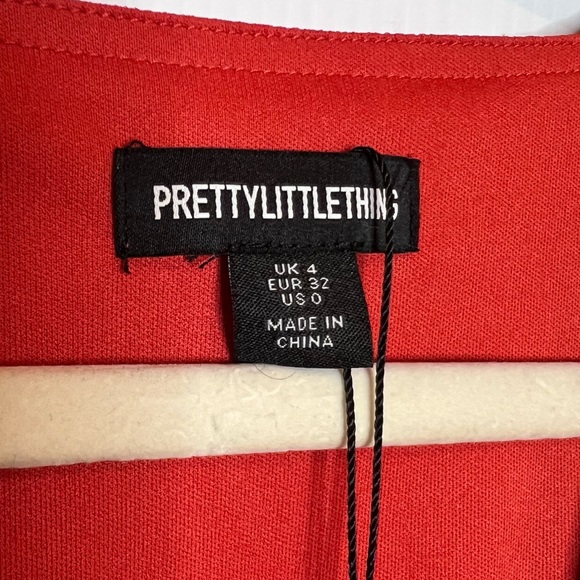 PRETTYLITTLETHING
UK 4
EUR 32
US 0
MADE IN
CHINA